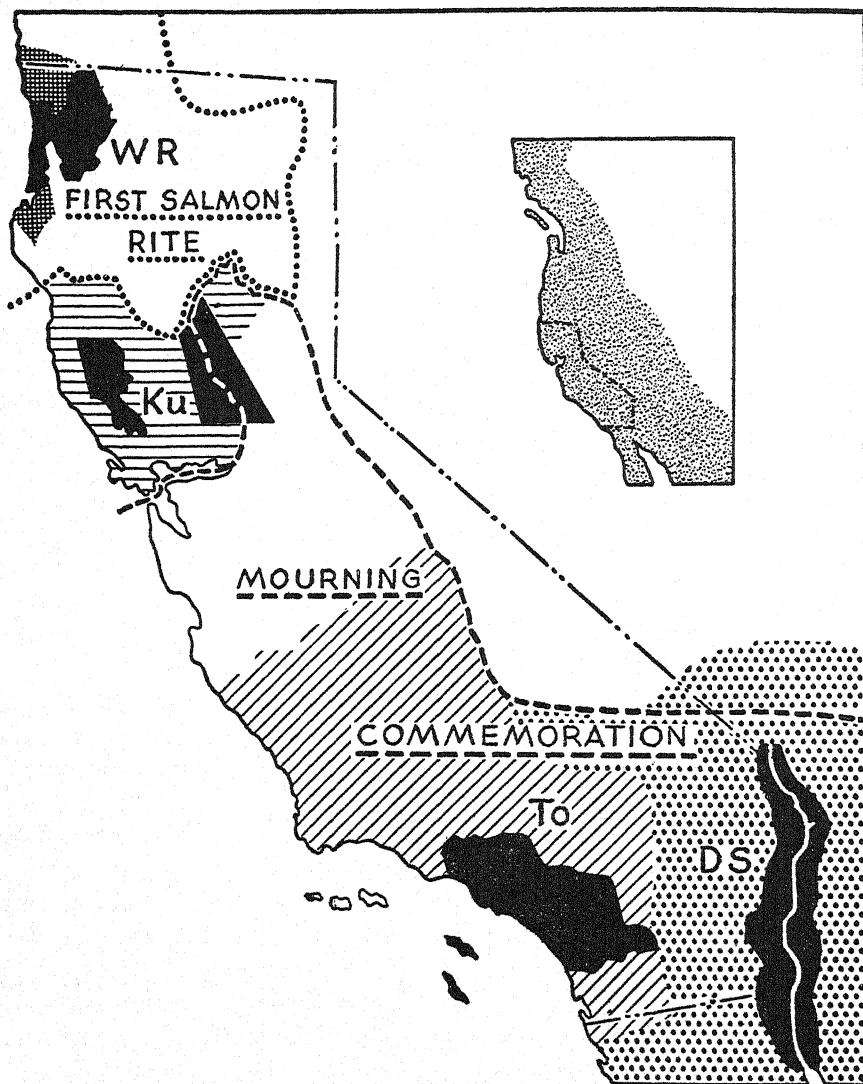 WR
FIRST SALMON
RITE
Ku
MOURNING
COMMEMORATION
To
DS